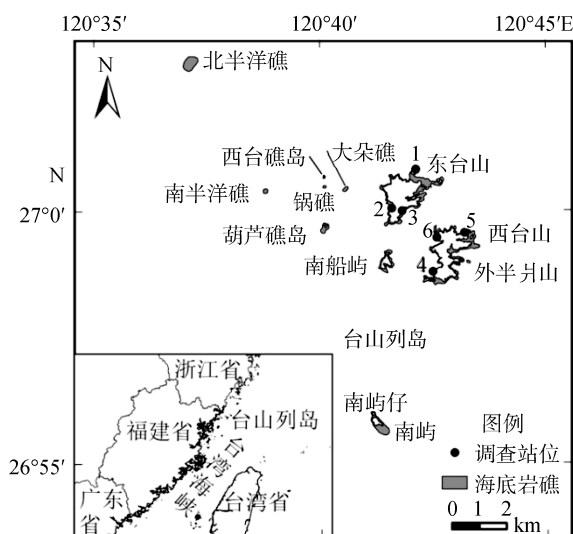 120°35′ 120°40′ 120°45′E
N
北半洋礁
西台礁岛 大朵礁
1
东台山
N
27°0′
南半洋礁
锅礁
2 3
葫芦礁岛
6 5
西台山
南船屿
4
外半爿山
台山列岛
浙江省
南屿仔
福建省
台山列岛
图例
南屿
台湾海峡
调查站位
26°55′
海底岩礁
广东省
台湾省
0 1 2
km